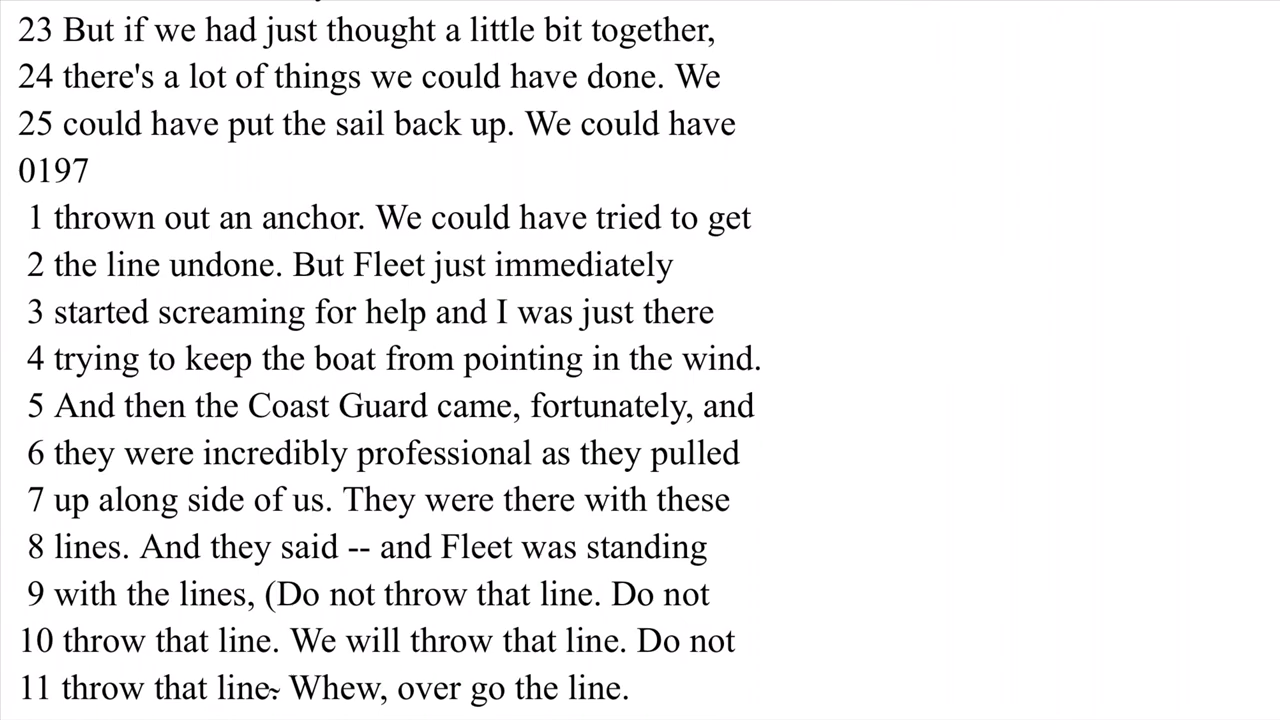 23 But if we had just thought a little bit together,
24 there's a lot of things we could have done. We
25 could have put the sail back up. We could have
0197
1 thrown out an anchor. We could have tried to get
2 the line undone. But Fleet just immediately
3 started screaming for help and I was just there
4 trying to keep the boat from pointing in the wind.
5 And then the Coast Guard came, fortunately, and
6 they were incredibly professional as they pulled
7 up along side of us. They were there with these
8 lines. And they said -- and Fleet was standing
9 with the lines, (Do not throw that line. Do not
10 throw that line. We will throw that line. Do not
11 throw that line. Whew, over go the line.